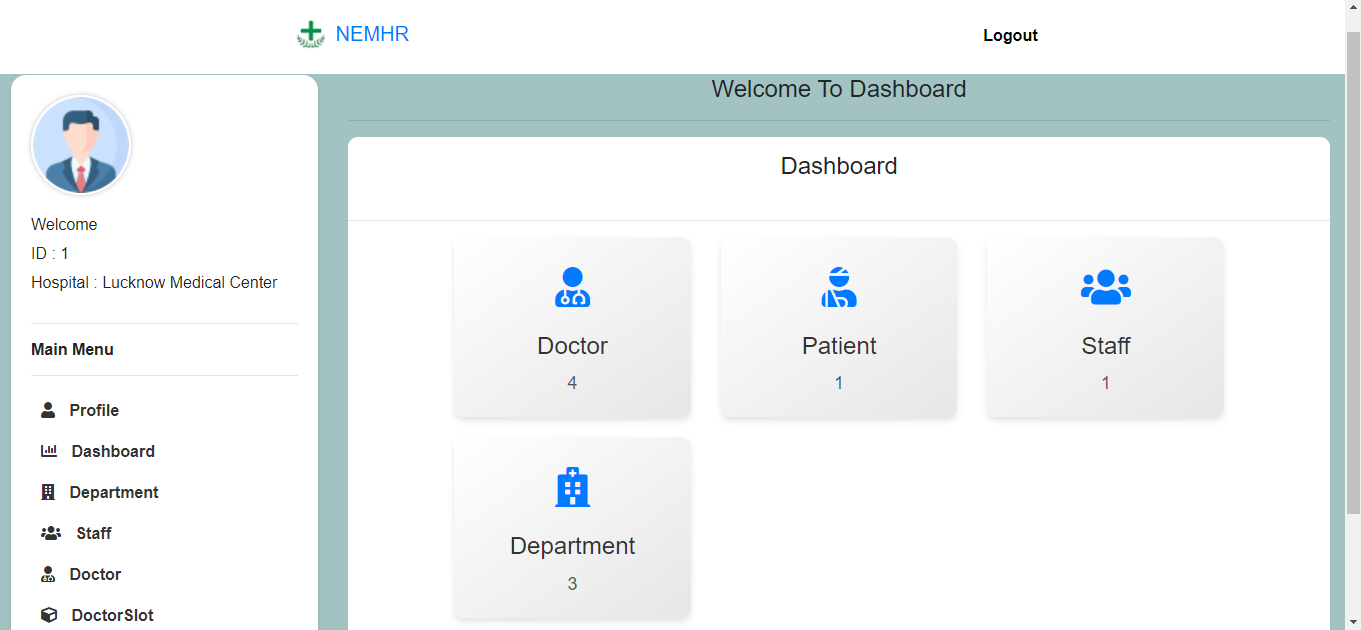 NEMHR
Logout
Welcome
ID : 1
Hospital : Lucknow Medical Center
Main Menu
Profile
Dashboard
Department
Staff
Doctor
DoctorSlot
Welcome To Dashboard
Dashboard
Doctor
4
Patient
1
Staff
1
Department
3